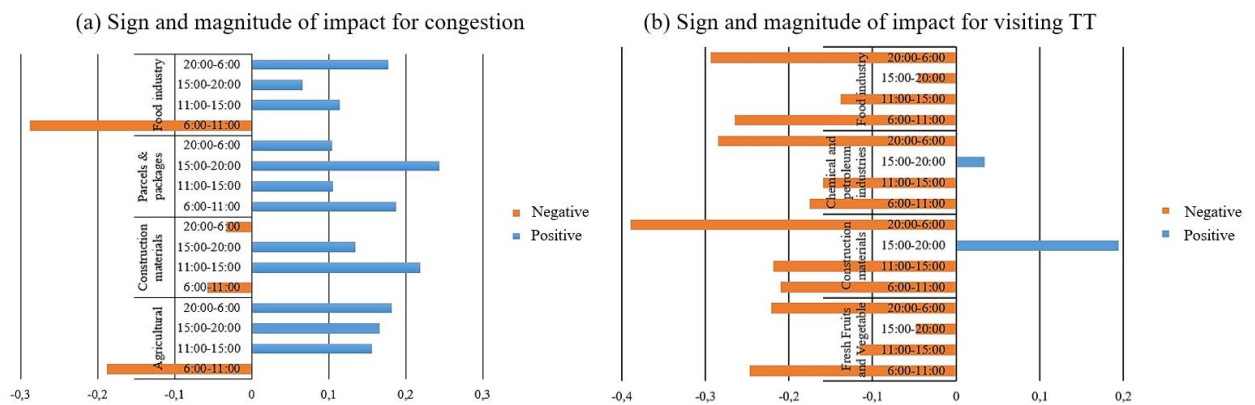 (a) Sign and magnitude of impact for congestion
Food industry
20:00-6:00
15:00-20:00
11:00-15:00
6:00-11:00
Parcels &
packages
20:00-6:00
15:00-20:00
11:00-15:00
6:00-11:00
Construction
materials
20:00-6:00
15:00-20:00
11:00-15:00
6:00-11:00
Agricultural
20:00-6:00
15:00-20:00
11:00-15:00
6:00-11:00
-0,3 -0,2 -0,1 0 0,1 0,2 0,3
Negative
Positive
(b) Sign and magnitude of impact for visiting TT
Food industry
20:00-6:00
15:00-20:00
11:00-15:00
6:00-11:00
Chemical and
petroleum
industries
20:00-6:00
15:00-20:00
11:00-15:00
6:00-11:00
Construction
materials
20:00-6:00
15:00-20:00
11:00-15:00
6:00-11:00
Fresh Fruits
and Vegetable
20:00-6:00
15:00-20:00
11:00-15:00
6:00-11:00
-0,4 -0,3 -0,2 -0,1 0 0,1 0,2
Negative
Positive